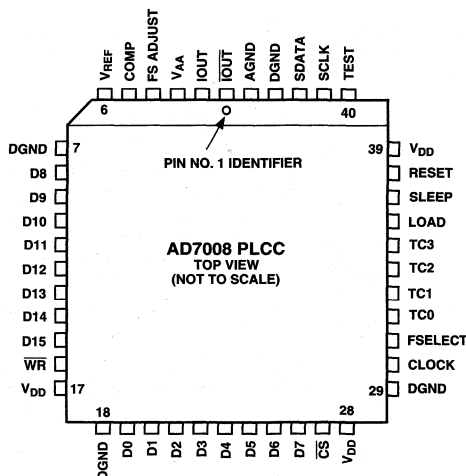 VREF
COMP
FS ADJUST
VAA
IOUT
I̅O̅U̅T̅
AGND
DGND
SDATA
SCLK
TEST
6
40
PIN NO. 1 IDENTIFIER
DGND
7
D8
D9
D10
D11
D12
D13
D14
D15
W̅R̅
VDD
17
AD7008 PLCC
TOP VIEW
(NOT TO SCALE)
39
VDD
RESET
SLEEP
LOAD
TC3
TC2
TC1
TC0
FSELECT
CLOCK
29
DGND
18
28
DGND
D0
D1
D2
D3
D4
D5
D6
D7
C̅S̅
VDD